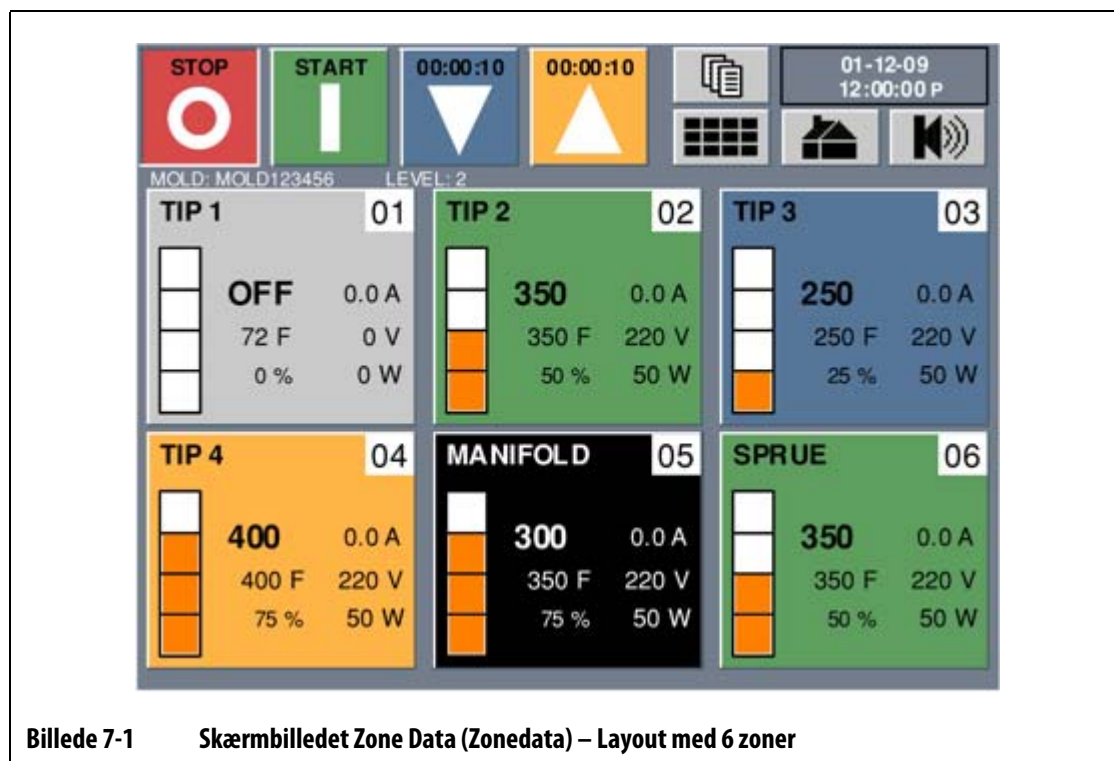 STOP START 00:00:10 00:00:10 01-12-09
12:00:00 P
MOLD: MOLD123456 LEVEL: 2
TIP 1 01
OFF 0.0 A
72 F 0 V
0 % 0 W
TIP 2 02
350 0.0 A
350 F 220 V
50 % 50 W
TIP 3 03
250 0.0 A
250 F 220 V
25 % 50 W
TIP 4 04
400 0.0 A
400 F 220 V
75 % 50 W
MANIFOLD 05
300 0.0 A
350 F 220 V
75 % 50 W
SPRUE 06
350 0.0 A
350 F 220 V
50 % 50 W
Billede 7-1 Skærmbilledet Zone Data (Zonedata) – Layout med 6 zoner